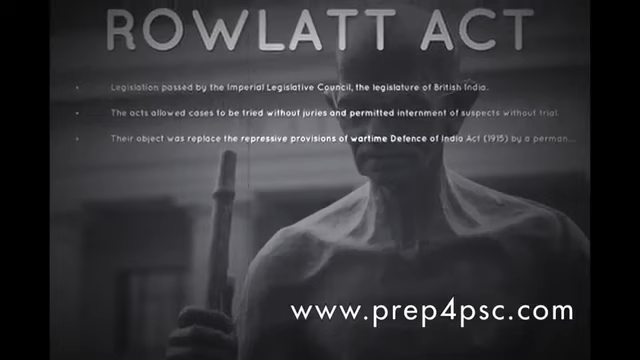 ROWLATT ACT
• Legislation passed by the Imperial Legislative Council, the legislature of British India.
• The acts allowed cases to be tried without juries and permitted internment of suspects without trial.
• Their object was replace the repressive provisions of wartime Defence of India Act (1915) by a perman...
www.prep4psc.com